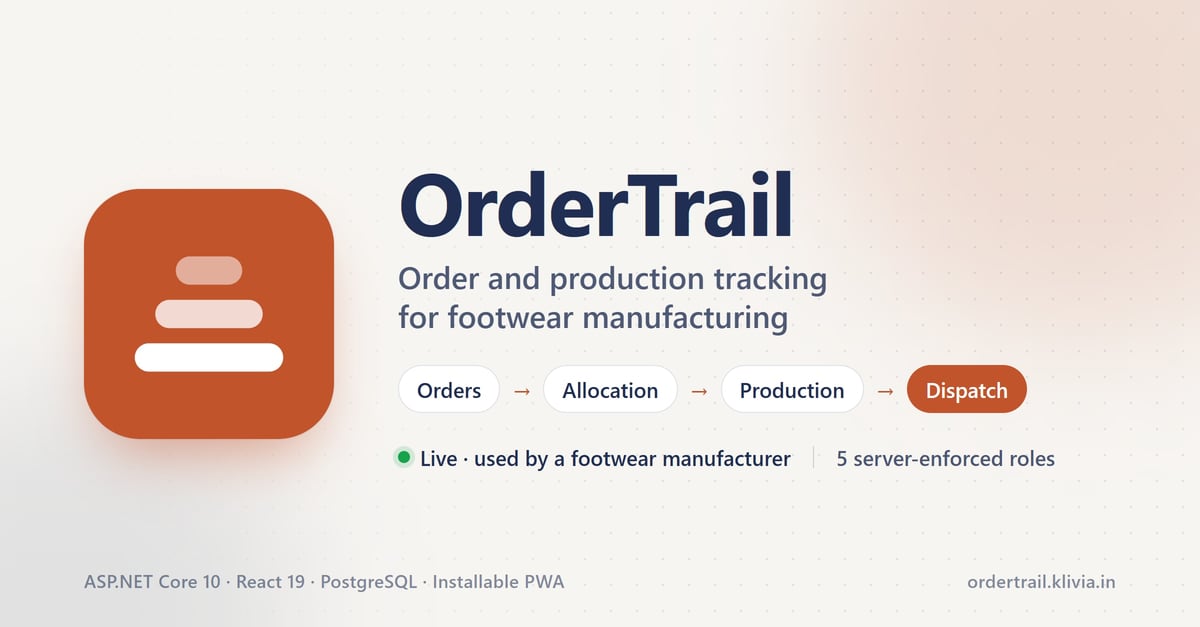 OrderTrail
Order and production tracking
for footwear manufacturing
Orders → Allocation → Production → Dispatch
Live · used by a footwear manufacturer | 5 server-enforced roles
ASP.NET Core 10 · React 19 · PostgreSQL · Installable PWA
ordertrail.klivia.in